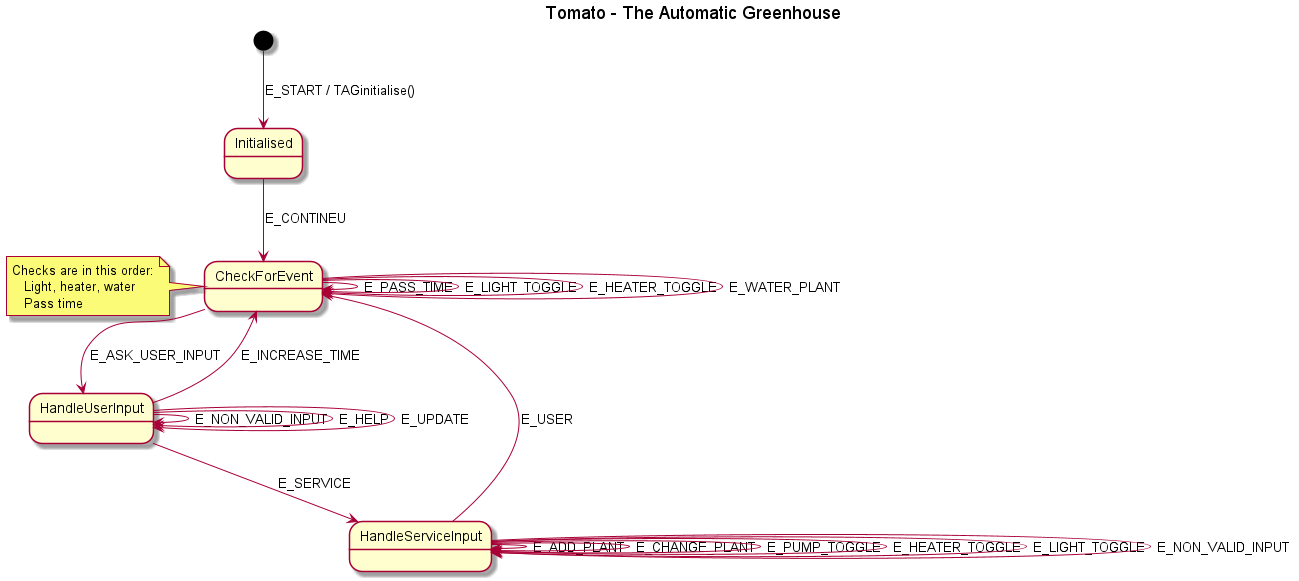 Tomato - The Automatic Greenhouse
E_START / TAGinitialise()
Initialised
E_CONTINEU
Checks are in this order:
Light, heater, water
Pass time
CheckForEvent
E_PASS_TIME
E_LIGHT_TOGGLE
E_HEATER_TOGGLE
E_WATER_PLANT
E_ASK_USER_INPUT
E_INCREASE_TIME
HandleUserInput
E_NON_VALID_INPUT
E_HELP
E_UPDATE
E_USER
E_SERVICE
HandleServiceInput
E_ADD_PLANT
E_CHANGE_PLANT
E_PUMP_TOGGLE
E_HEATER_TOGGLE
E_LIGHT_TOGGLE
E_NON_VALID_INPUT